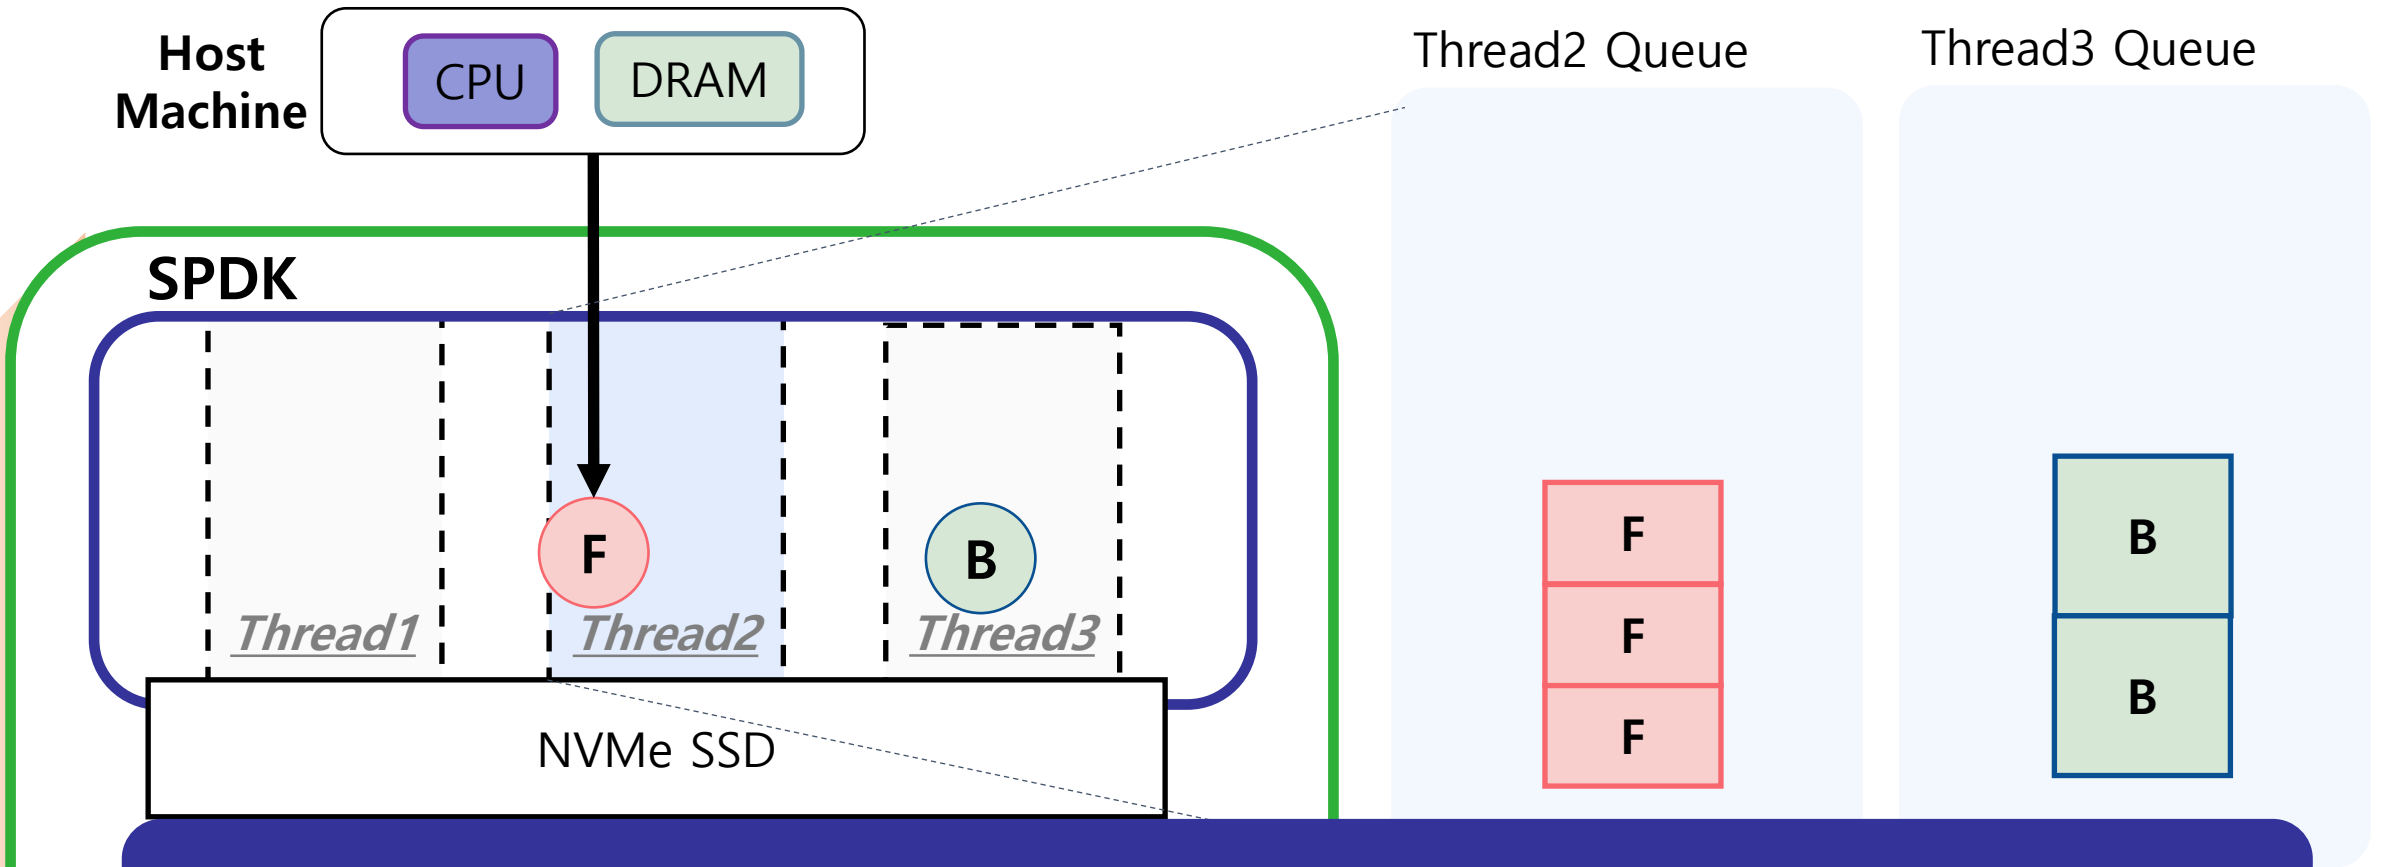 Host
Machine
CPU
DRAM
Thread2 Queue
Thread3 Queue
SPDK
F
B
Thread1
Thread2
Thread3
NVMe SSD
F
F
F
B
B